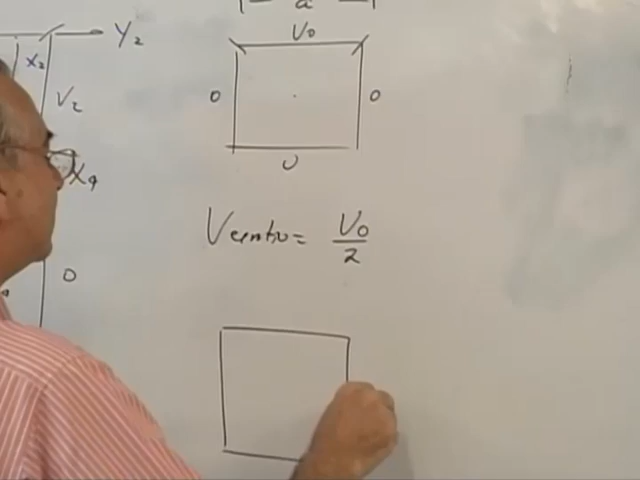 a
Y₂
V₀
X₂
V₂
0
0
X₄
0
Vcentro = V₀/2
0